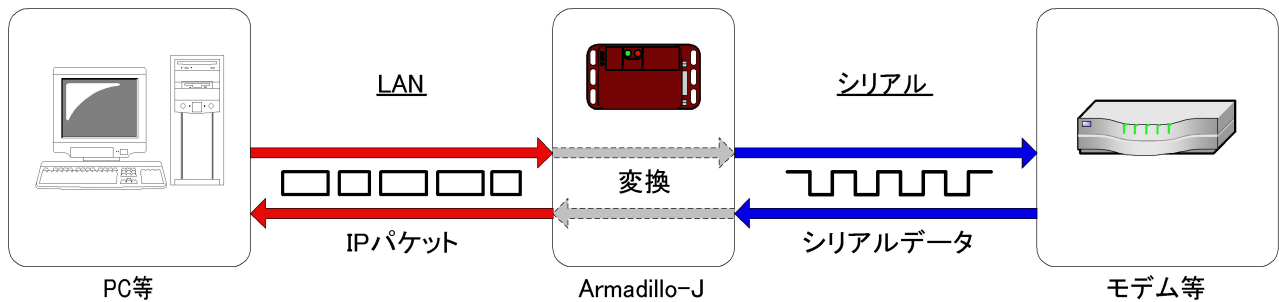 LAN
シリアル
変換
IPパケット
シリアルデータ
PC等
Armadillo-J
モデム等